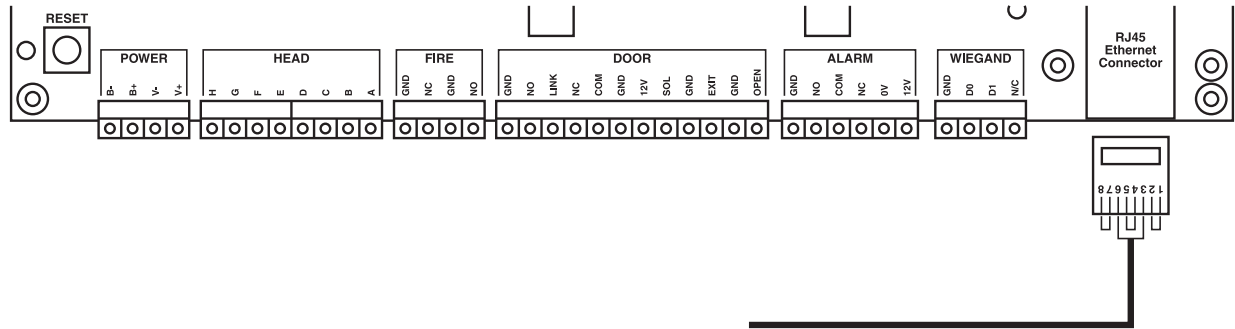 RESET
POWER
HEAD
FIRE
DOOR
ALARM
WIEGAND
RJ45
Ethernet
Connector
B- B+ V- V+
H G F E D C B A
GND NC GND NO
GND NO LINK NC COM GND 12V SOL GND EXIT GND OPEN
GND NO COM NC 0V 12V
GND D0 D1 N/C
87654321